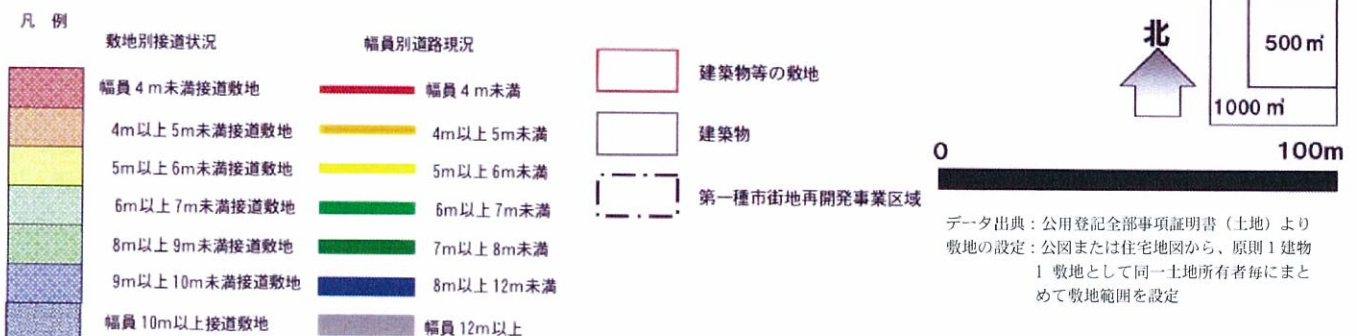 凡 例
敷地別接道状況
幅員４ｍ未満接道敷地
4m以上 5m未満接道敷地
5m以上 6m未満接道敷地
6m以上 7m未満接道敷地
8m以上 9m未満接道敷地
9m以上 10m未満接道敷地
幅員 10m以上接道敷地
幅員別道路現況
幅員４ｍ未満
4m以上 5m未満
5m以上 6m未満
6m以上 7m未満
7m以上 8m未満
8m以上 12m未満
幅員 12m以上
建築物等の敷地
建築物
第一種市街地再開発事業区域
北
500㎡
1000 ㎡
0 100m
データ出典：公用登記全部事項証明書（土地）より
敷地の設定：公図または住宅地図から、原則１建物
1 敷地として同一土地所有者毎にまと
めて敷地範囲を設定